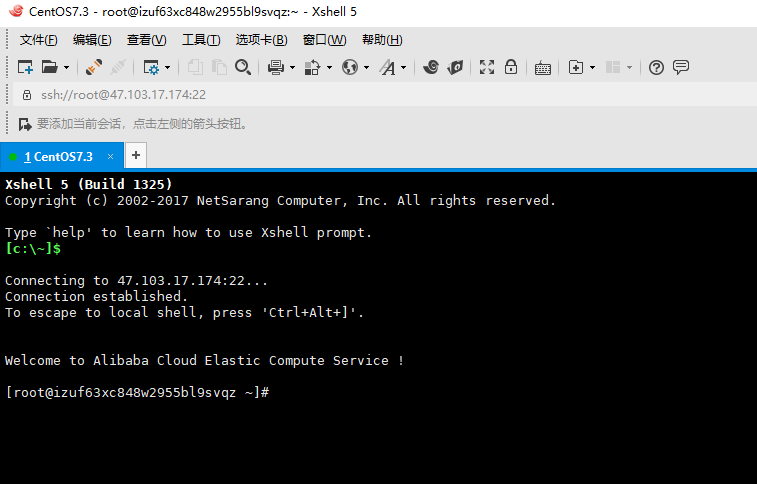 CentOS7.3 - root@izuf63xc848w2955bl9svqz:~ - Xshell 5
文件(F) 编辑(E) 查看(V) 工具(T) 选项卡(B) 窗口(W) 帮助(H)
ssh://root@47.103.17.174:22
要添加当前会话，点击左侧的箭头按钮。
1 CentOS7.3 × +
Xshell 5 (Build 1325)
Copyright (c) 2002-2017 NetSarang Computer, Inc. All rights reserved.
Type `help' to learn how to use Xshell prompt.
[c:\~]$
Connecting to 47.103.17.174:22...
Connection established.
To escape to local shell, press 'Ctrl+Alt+]'.
Welcome to Alibaba Cloud Elastic Compute Service !
[root@izuf63xc848w2955bl9svqz ~]#